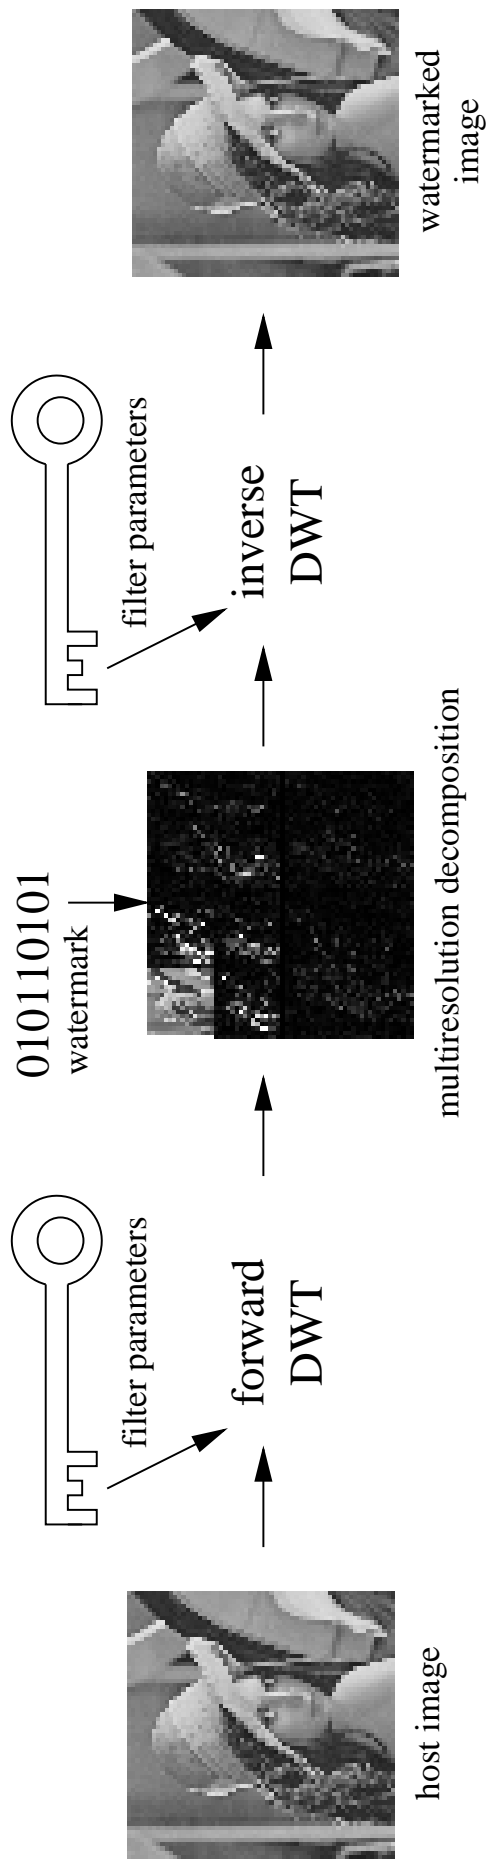 host image
filter parameters
forward
DWT
010110101
watermark
multiresolution decomposition
filter parameters
inverse
DWT
watermarked
image